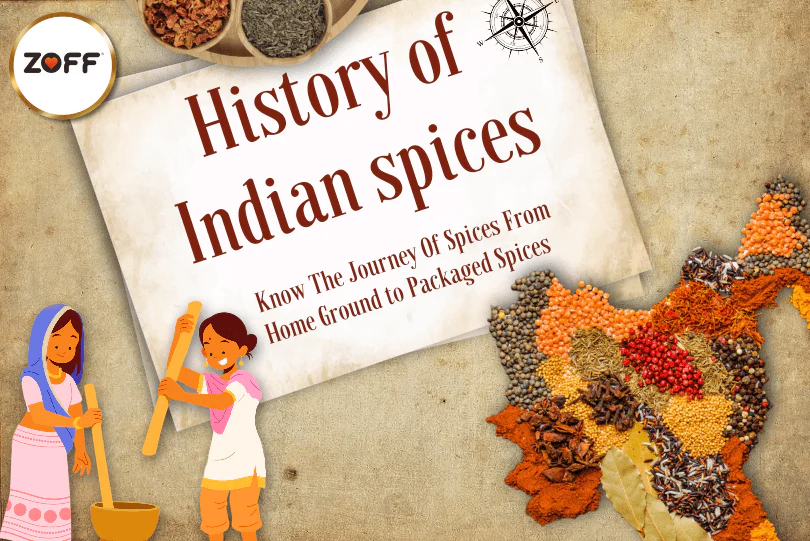 ZOFF
History of
Indian spices
Know The Journey Of Spices From
Home Ground to Packaged Spices
W
S